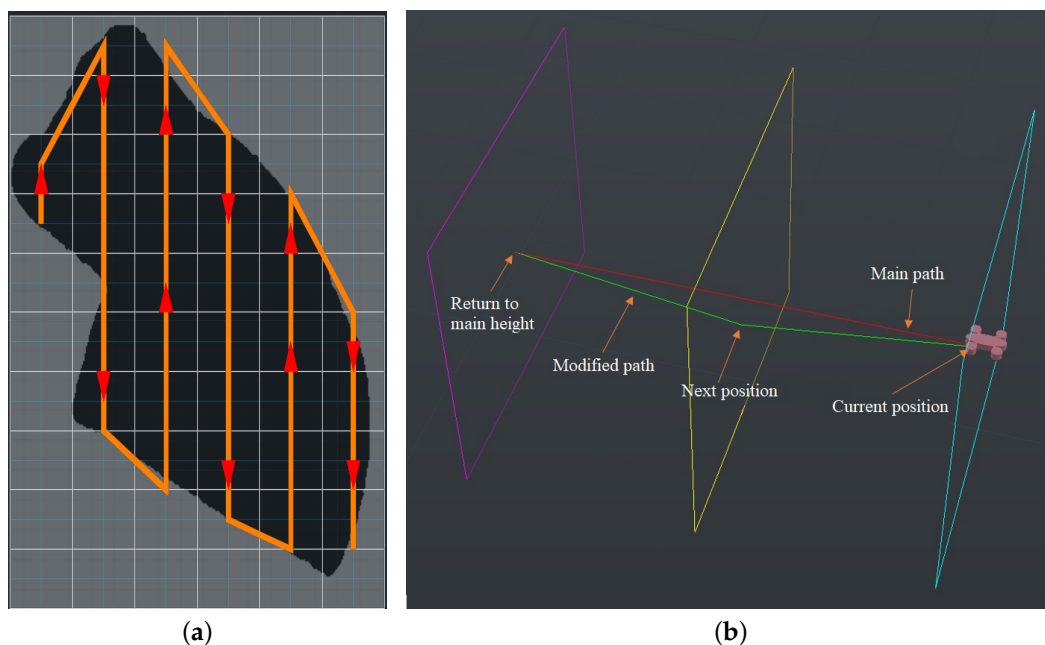 Main path
Return to
main height
Modified path
Next position
Current position
(a)
(b)